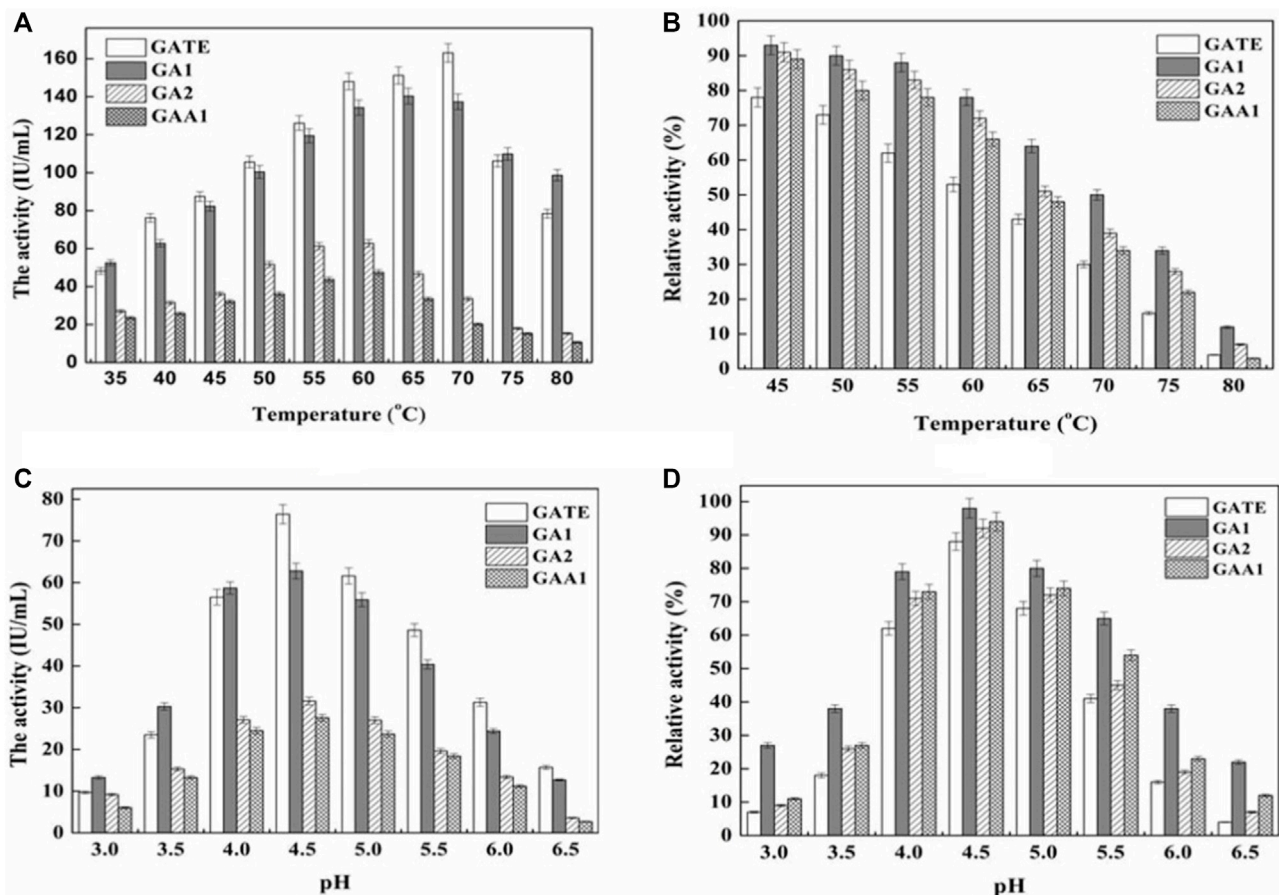 A
The activity (IU/mL)
160
140
120
100
80
60
40
20
0
GATE
GA1
GA2
GAA1
35 40 45 50 55 60 65 70 75 80
Temperature (°C)
B
Relative activity (%)
100
90
80
70
60
50
40
30
20
10
0
GATE
GA1
GA2
GAA1
45 50 55 60 65 70 75 80
Temperature (°C)
C
The activity (IU/mL)
80
70
60
50
40
30
20
10
0
GATE
GA1
GA2
GAA1
3.0 3.5 4.0 4.5 5.0 5.5 6.0 6.5
pH
D
Relative activity (%)
100
90
80
70
60
50
40
30
20
10
0
GATE
GA1
GA2
GAA1
3.0 3.5 4.0 4.5 5.0 5.5 6.0 6.5
pH